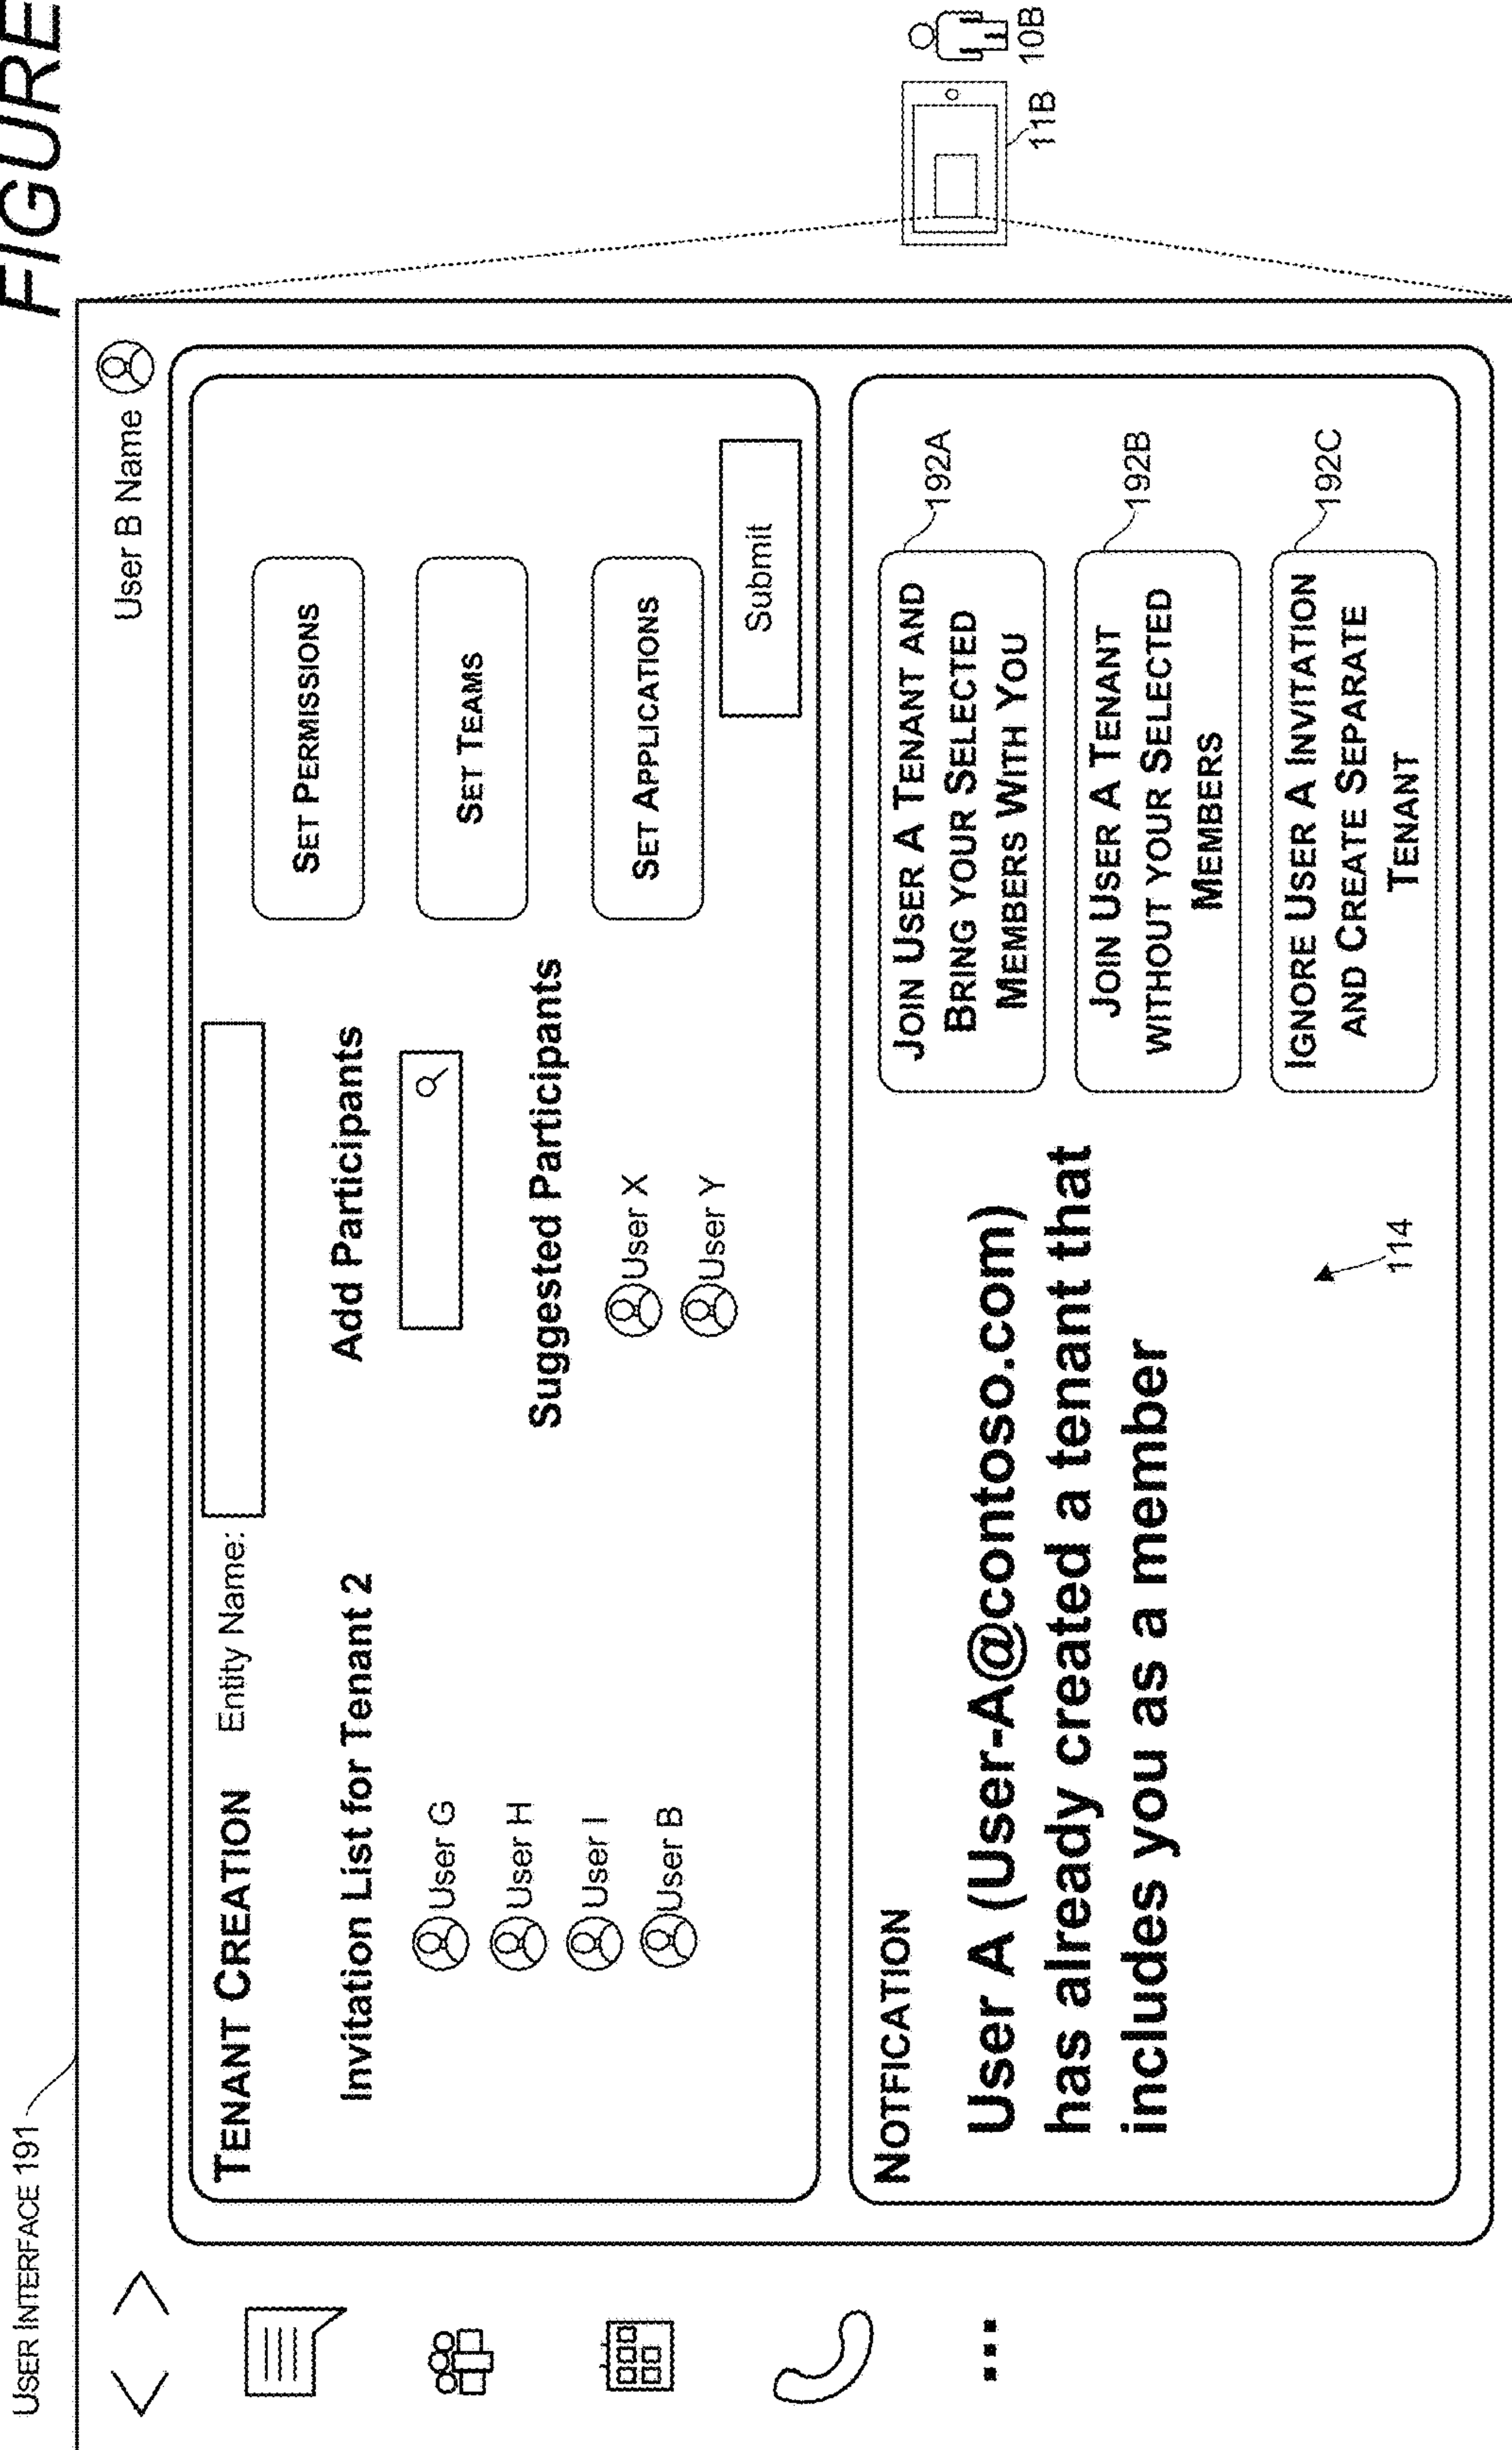 FIGURE
USER INTERFACE 191
User B Name
TENANT CREATION
Entity Name:
Invitation List for Tenant 2
User G
User H
User I
User B
Add Participants
Suggested Participants
User X
User Y
SET PERMISSIONS
SET TEAMS
SET APPLICATIONS
Submit
NOTFICATION
User A (User-A@contoso.com)
has already created a tenant that
includes you as a member
114
JOIN USER A TENANT AND
BRING YOUR SELECTED
MEMBERS WITH YOU
192A
JOIN USER A TENANT
WITHOUT YOUR SELECTED
MEMBERS
192B
IGNORE USER A INVITATION
AND CREATE SEPARATE
TENANT
192C
11B
10B